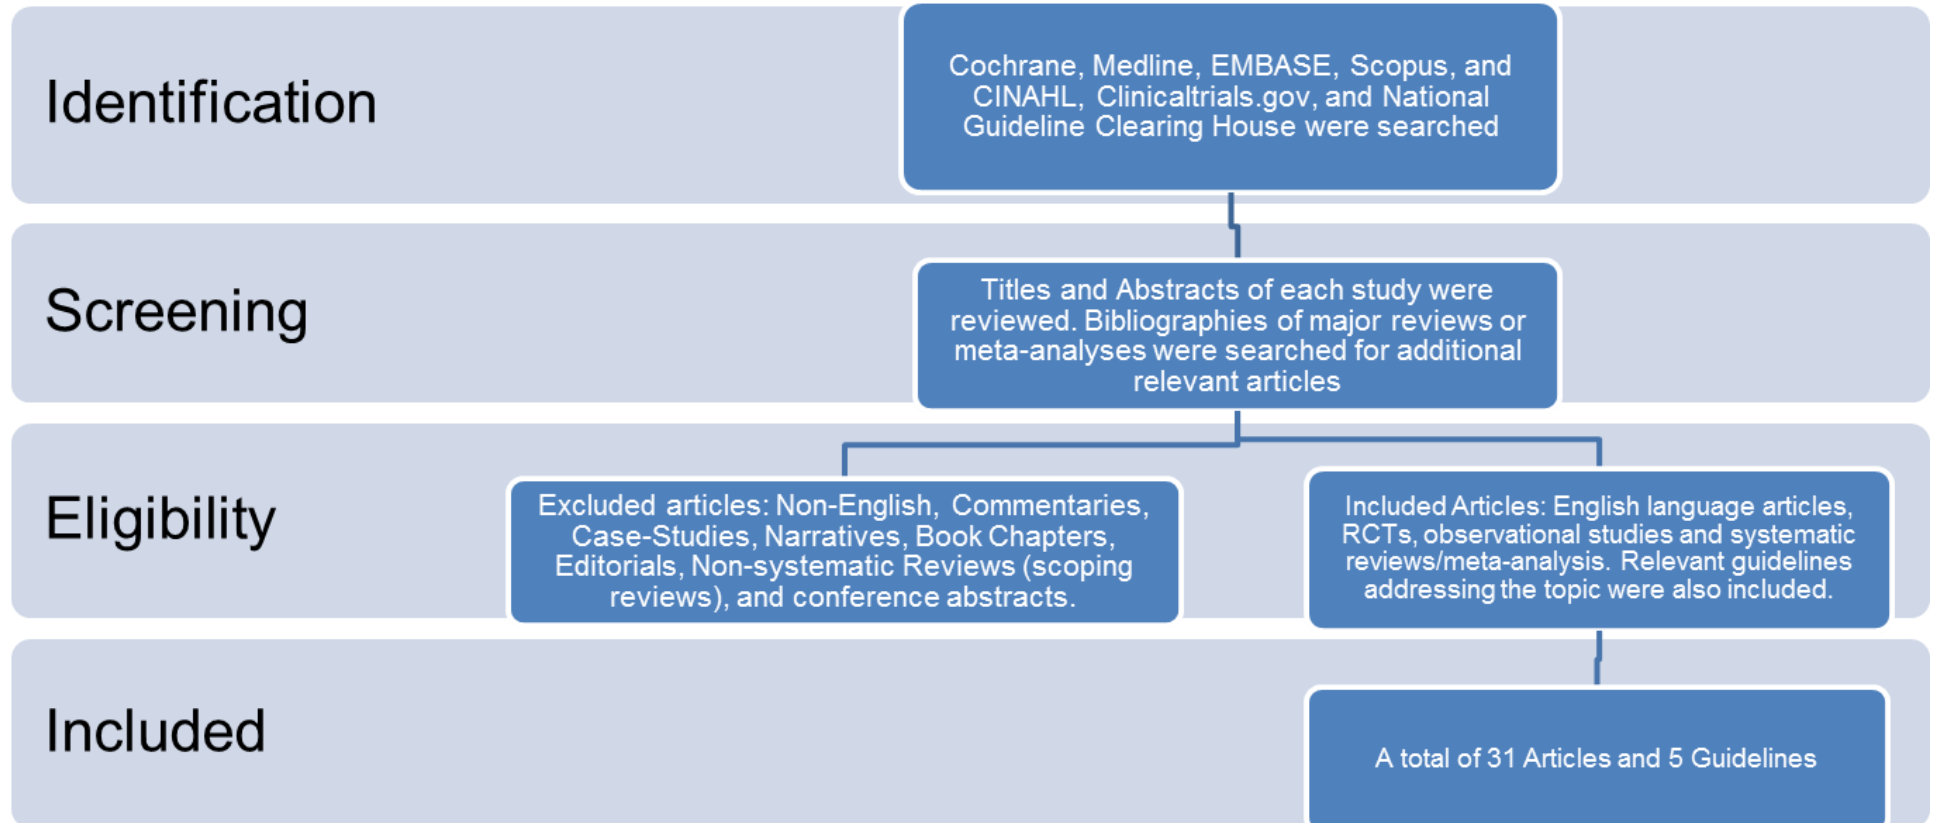 Identification
Cochrane, Medline, EMBASE, Scopus, and
CINAHL, Clinicaltrials.gov, and National
Guideline Clearing House were searched
Screening
Titles and Abstracts of each study were
reviewed. Bibliographies of major reviews or
meta-analyses were searched for additional
relevant articles
Eligibility
Excluded articles: Non-English, Commentaries,
Case-Studies, Narratives, Book Chapters,
Editorials, Non-systematic Reviews (scoping
reviews), and conference abstracts.
Included Articles: English language articles,
RCTs, observational studies and systematic
reviews/meta-analysis. Relevant guidelines
addressing the topic were also included.
Included
A total of 31 Articles and 5 Guidelines